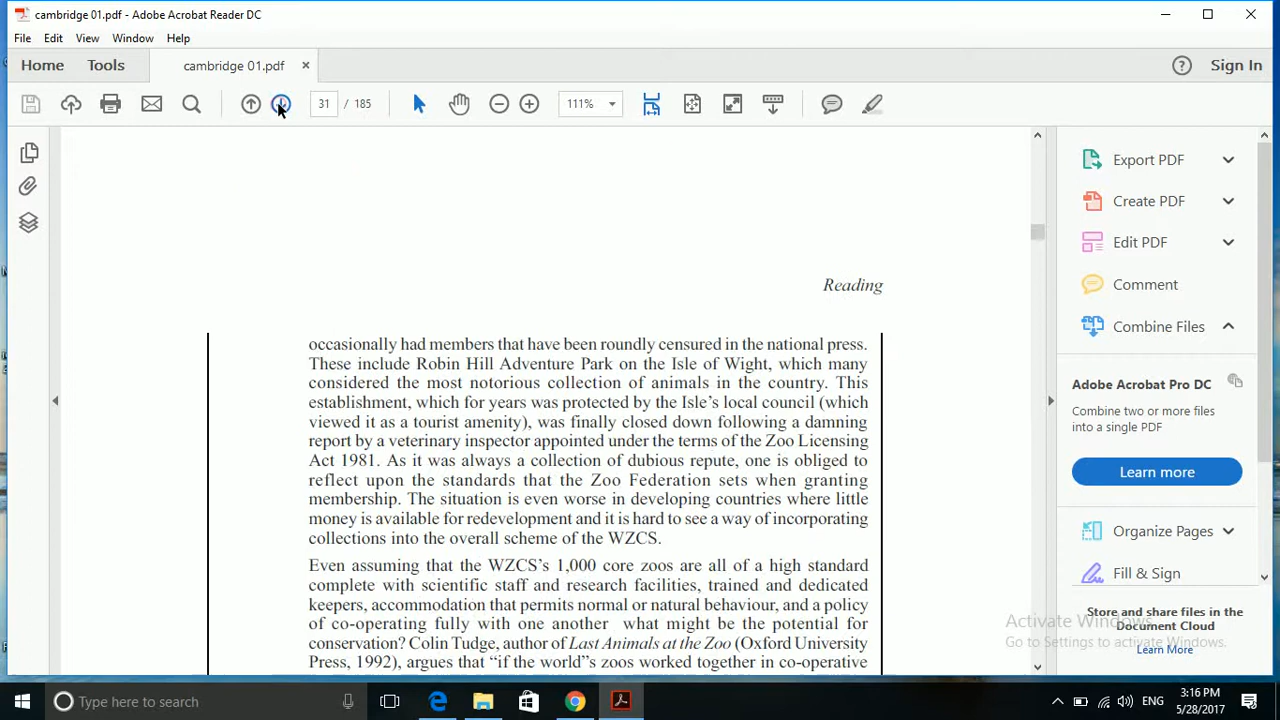 cambridge 01.pdf - Adobe Acrobat Reader DC
File Edit View Window Help
Home Tools cambridge 01.pdf × ? Sign In
31 / 185 111%
Reading
occasionally had members that have been roundly censured in the national press.
These include Robin Hill Adventure Park on the Isle of Wight, which many
considered the most notorious collection of animals in the country. This
establishment, which for years was protected by the Isle's local council (which
viewed it as a tourist amenity), was finally closed down following a damning
report by a veterinary inspector appointed under the terms of the Zoo Licensing
Act 1981. As it was always a collection of dubious repute, one is obliged to
reflect upon the standards that the Zoo Federation sets when granting
membership. The situation is even worse in developing countries where little
money is available for redevelopment and it is hard to see a way of incorporating
collections into the overall scheme of the WZCS.
Even assuming that the WZCS's 1,000 core zoos are all of a high standard
complete with scientific staff and research facilities, trained and dedicated
keepers, accommodation that permits normal or natural behaviour, and a policy
of co-operating fully with one another what might be the potential for
conservation? Colin Tudge, author of Last Animals at the Zoo (Oxford University
Press, 1992), argues that "if the world"s zoos worked together in co-operative
Export PDF
Create PDF
Edit PDF
Comment
Combine Files
Adobe Acrobat Pro DC
Combine two or more files
into a single PDF
Learn more
Organize Pages
Fill & Sign
Store and share files in the
Document Cloud
Learn More
Activate Windows
Go to Settings to activate Windows.
Type here to search
ENG
3:16 PM
5/28/2017